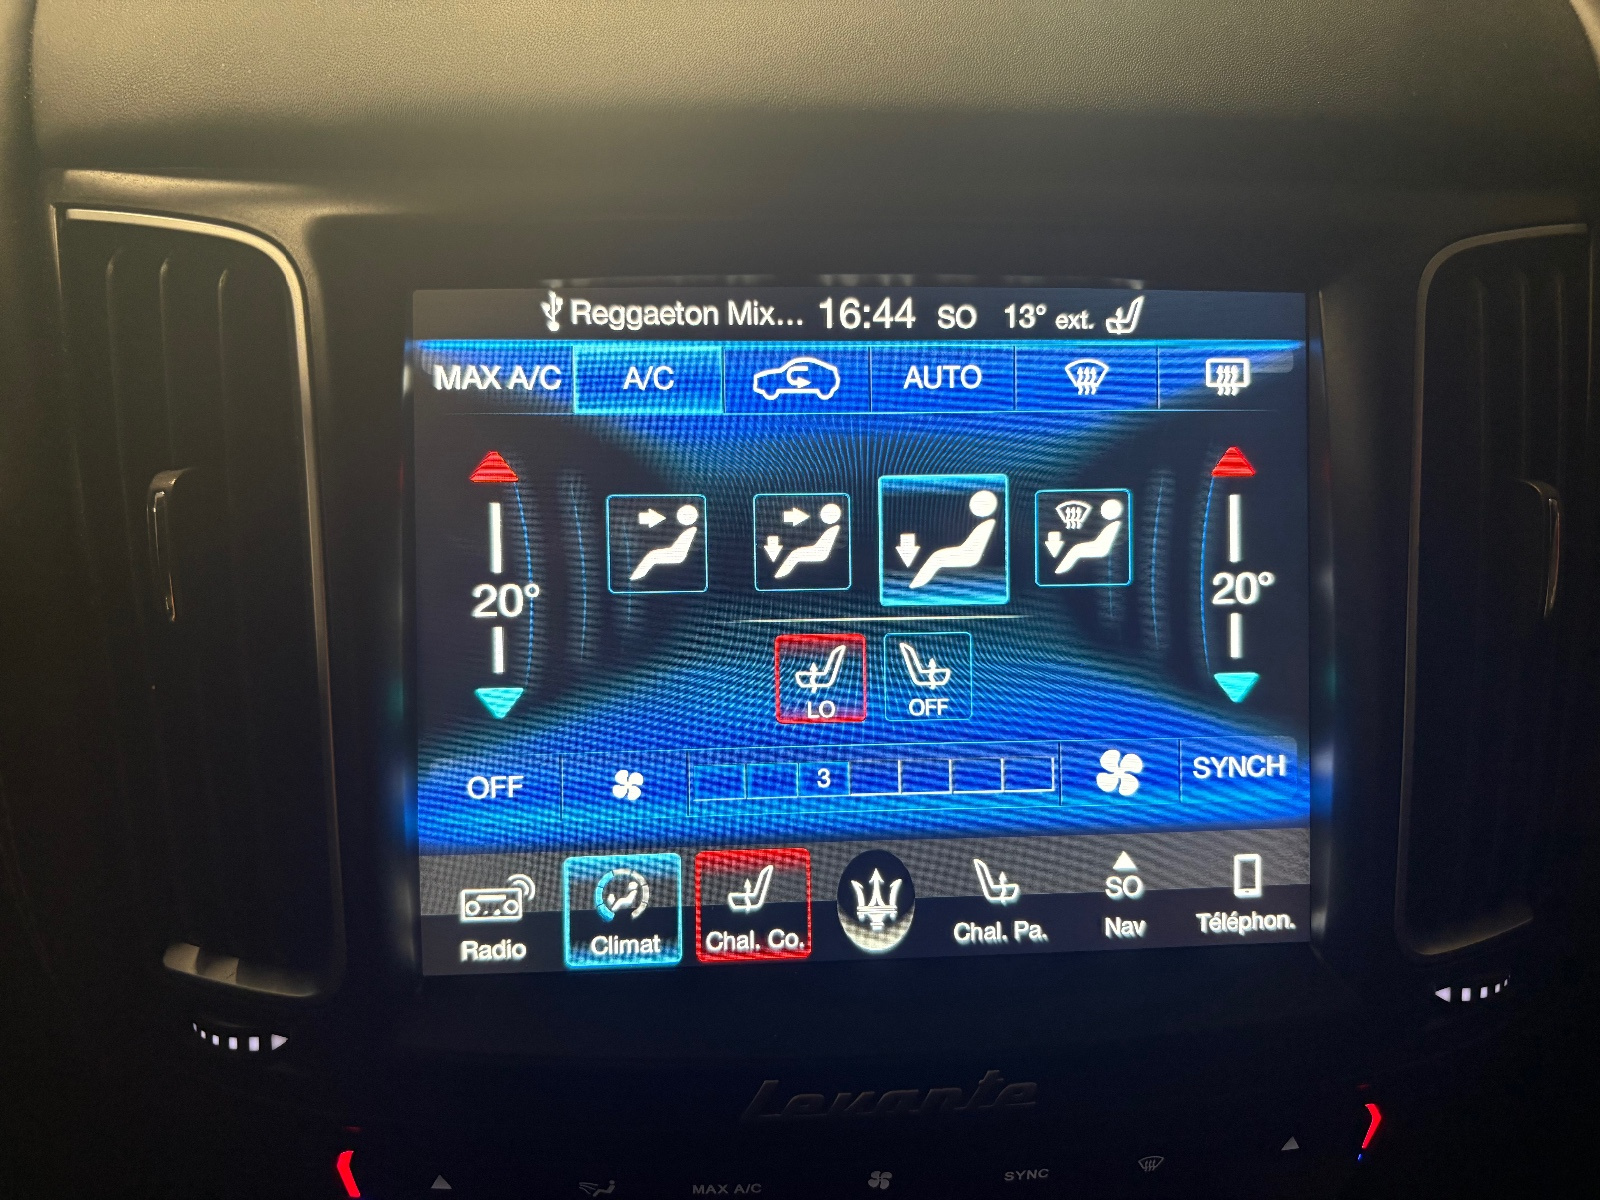 Reggaeton Mix... 16:44 SO 13° ext.
MAX A/C A/C AUTO
20° 20°
LO OFF
OFF 3 SYNCH
Radio Climat Chal. Co. Chal. Pa. SO Nav Téléphon.
Levante
MAX A/C SYNC